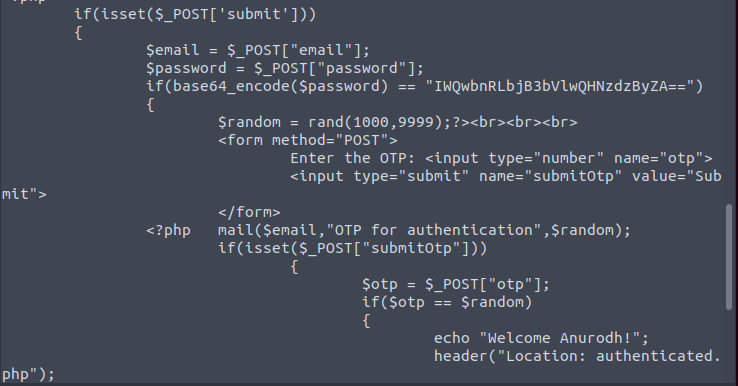 if(isset($_POST['submit']))
{
$email = $_POST["email"];
$password = $_POST["password"];
if(base64_encode($password) == "IWQwbnRLbjB3bVlwQHNzdzByZA==")
{
$random = rand(1000,9999);?><br><br><br>
<form method="POST">
Enter the OTP: <input type="number" name="otp">
<input type="submit" name="submitOtp" value="Sub
mit">
</form>
<?php mail($email,"OTP for authentication",$random);
if(isset($_POST["submitOtp"]))
{
$otp = $_POST["otp"];
if($otp == $random)
{
echo "Welcome Anurodh!";
header("Location: authenticated.
php");